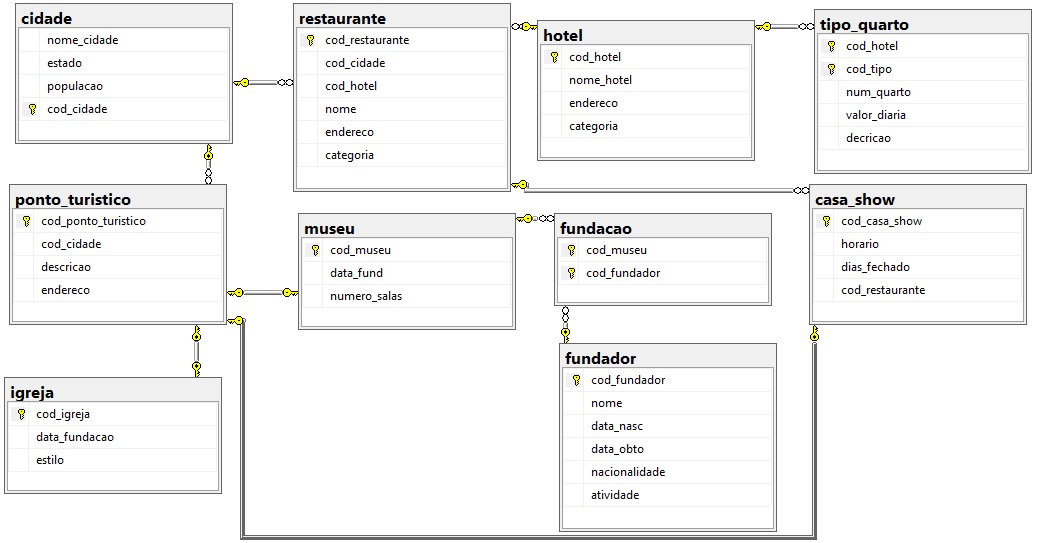 cidade
nome_cidade
estado
populacao
cod_cidade
restaurante
cod_restaurante
cod_cidade
cod_hotel
nome
endereco
categoria
hotel
cod_hotel
nome_hotel
endereco
categoria
tipo_quarto
cod_hotel
cod_tipo
num_quarto
valor_diaria
decricao
ponto_turistico
cod_ponto_turistico
cod_cidade
descricao
endereco
museu
cod_museu
data_fund
numero_salas
fundacao
cod_museu
cod_fundador
casa_show
cod_casa_show
horario
dias_fechado
cod_restaurante
igreja
cod_igreja
data_fundacao
estilo
fundador
cod_fundador
nome
data_nasc
data_obto
nacionalidade
atividade